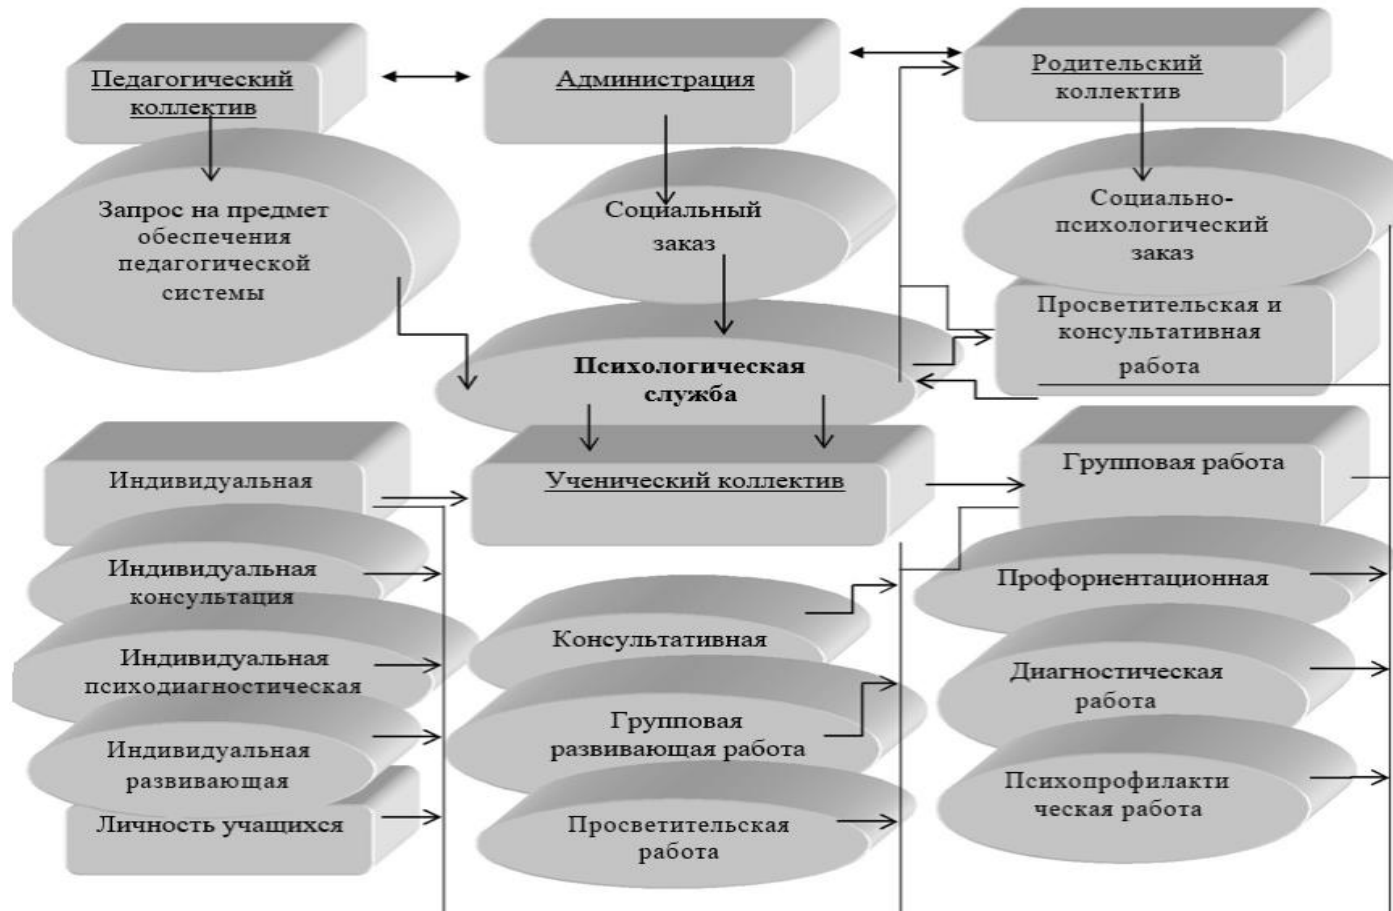 Педагогический
коллектив
Администрация
Родительский
коллектив
Запрос на предмет
обеспечения
педагогической
системы
Социальный
заказ
Социально-
психологический
заказ
Просветительская и
консультативная
работа
Психологическая
служба
Индивидуальная
Ученический коллектив
Групповая работа
Индивидуальная
консультация
Индивидуальная
психодиагностическая
Индивидуальная
развивающая
Личность учащихся
Консультативная
Групповая
развивающая работа
Просветительская
работа
Профориентационная
Диагностическая
работа
Психопрофилакти
ческая работа